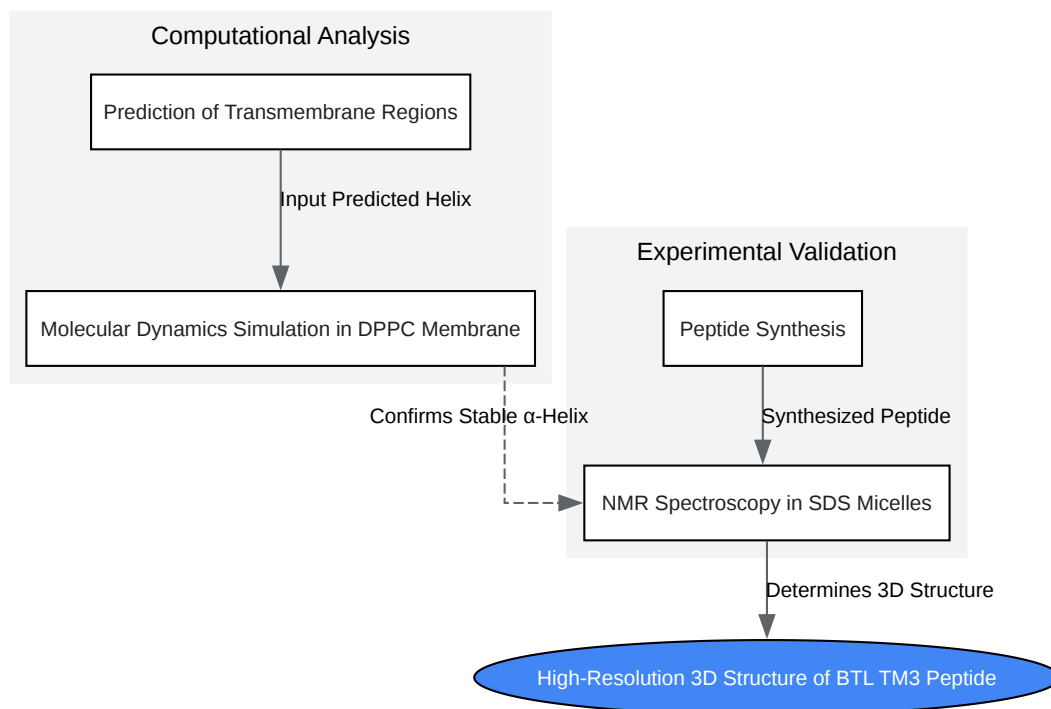 Computational Analysis
Prediction of Transmembrane Regions
Input Predicted Helix
Molecular Dynamics Simulation in DPPC Membrane
Confirms Stable α-Helix
Experimental Validation
Peptide Synthesis
Synthesized Peptide
NMR Spectroscopy in SDS Micelles
Determines 3D Structure
High-Resolution 3D Structure of BTL TM3 Peptide